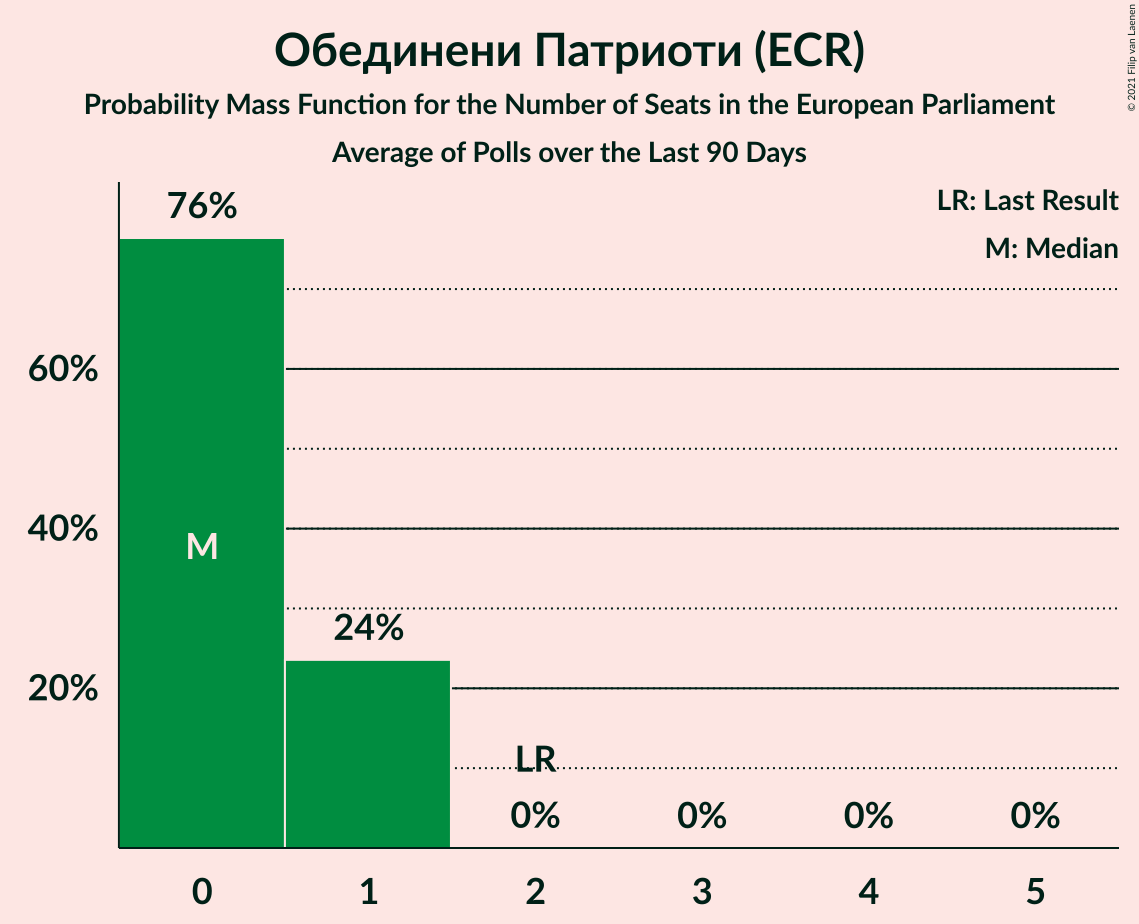 Обединени Патриоти (ECR)
Probability Mass Function for the Number of Seats in the European Parliament
Average of Polls over the Last 90 Days
© 2021 Filip van Laenen
LR: Last Result
M: Median
76%
60%
40%
M
24%
20%
LR
0%
0%
0%
0%
0
1
2
3
4
5